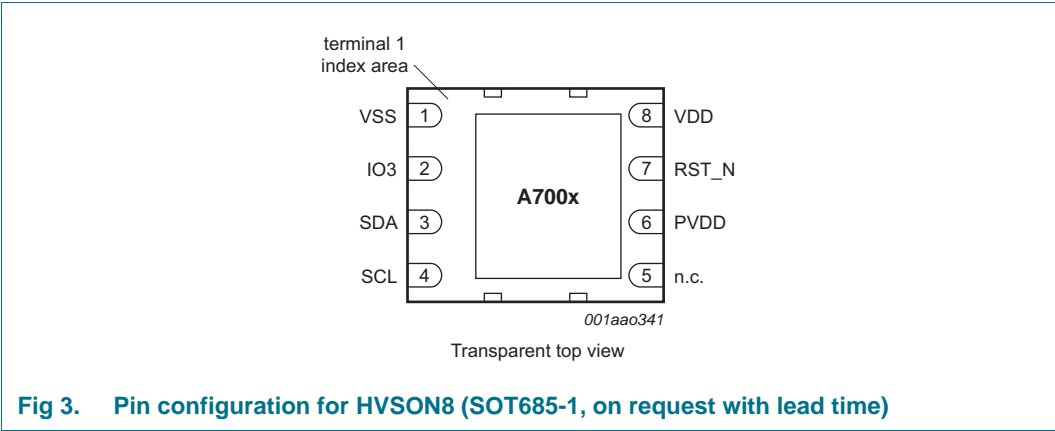 terminal 1
index area
VSS 1
8 VDD
IO3 2
7 RST_N
A700x
SDA 3
6 PVDD
SCL 4
5 n.c.
001aao341
Transparent top view
Fig 3. Pin configuration for HVSON8 (SOT685-1, on request with lead time)